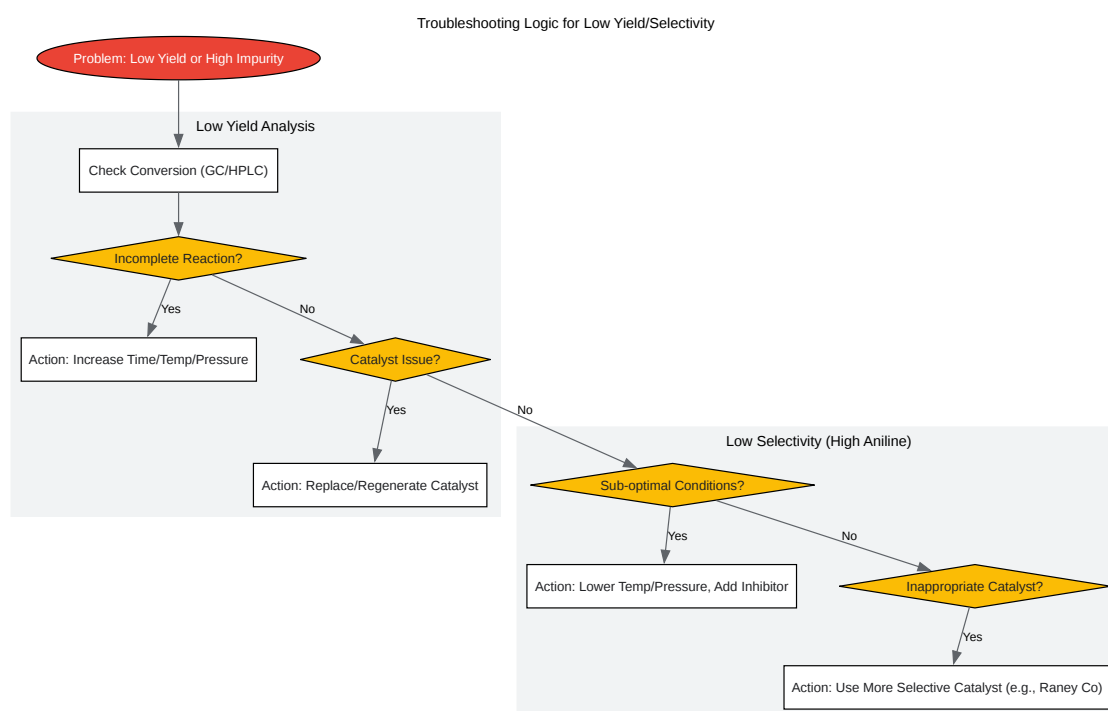 Troubleshooting Logic for Low Yield/Selectivity
Problem: Low Yield or High Impurity
Low Yield Analysis
Check Conversion (GC/HPLC)
Incomplete Reaction?
Yes
No
Action: Increase Time/Temp/Pressure
Catalyst Issue?
Yes
No
Action: Replace/Regenerate Catalyst
Low Selectivity (High Aniline)
Sub-optimal Conditions?
Yes
No
Action: Lower Temp/Pressure, Add Inhibitor
Inappropriate Catalyst?
Yes
Action: Use More Selective Catalyst (e.g., Raney Co)